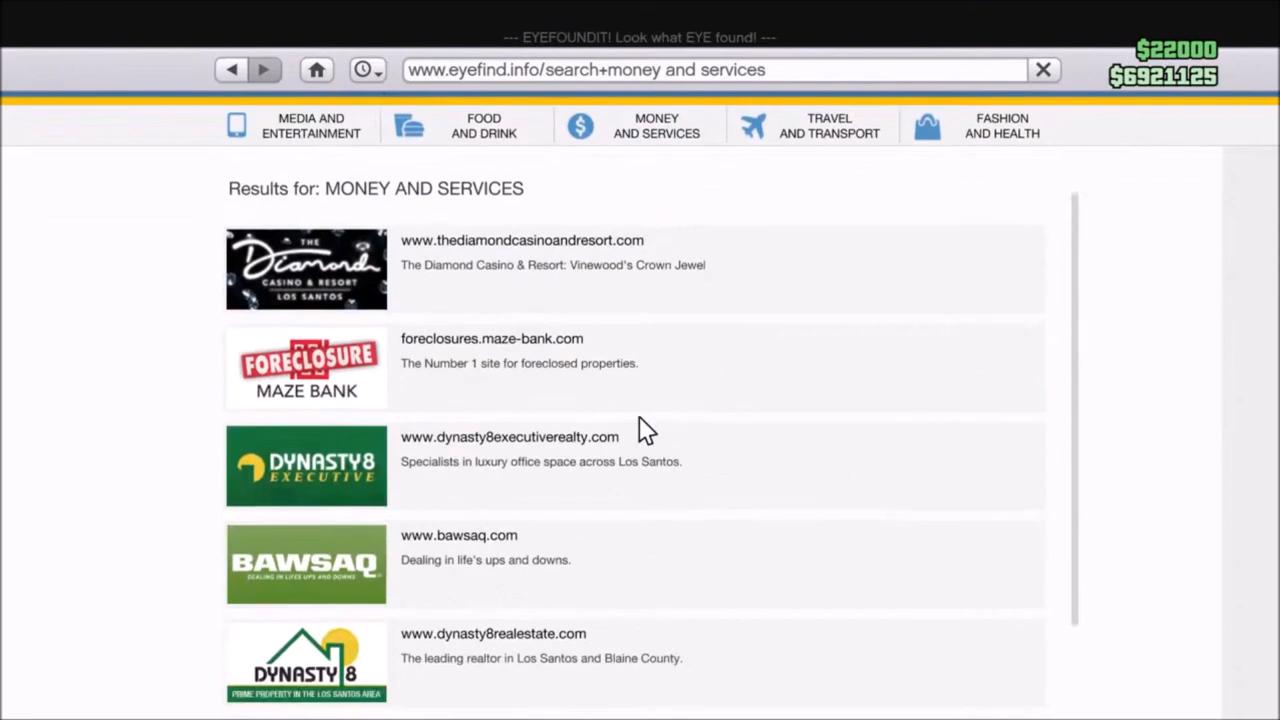 --- EYEFOUNDIT! Look what EYE found! ---
$22000
www.eyefind.info/search+money and services
$6921125
MEDIA AND
ENTERTAINMENT
FOOD
AND DRINK
MONEY
AND SERVICES
TRAVEL
AND TRANSPORT
FASHION
AND HEALTH
Results for: MONEY AND SERVICES
THE
Diamond
CASINO & RESORT
LOS SANTOS
www.thediamondcasinoandresort.com
The Diamond Casino & Resort: Vinewood's Crown Jewel
FORECLOSURE
MAZE BANK
foreclosures.maze-bank.com
The Number 1 site for foreclosed properties.
DYNASTY8
EXECUTIVE
www.dynasty8executiverealty.com
Specialists in luxury office space across Los Santos.
BAWSAQ
DEALING IN LIFES UPS AND DOWNS
www.bawsaq.com
Dealing in life's ups and downs.
DYNASTY 8
PRIME PROPERTY IN THE LOS SANTOS AREA
www.dynasty8realestate.com
The leading realtor in Los Santos and Blaine County.